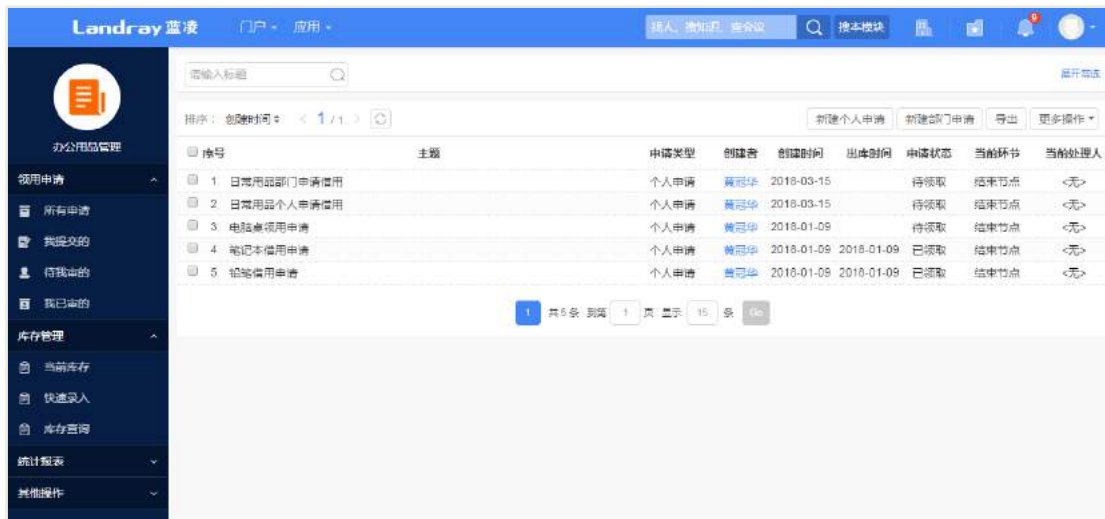 Landray 蓝凌 门户 应用 找人、搜知识、查会议 搜本模块 9
请输入标题 展开筛选
排序： 创建时间 < 1 / 1 > 新建个人申请 新建部门申请 导出 更多操作
办公用品管理
序号 主题 申请类型 创建者 创建时间 出库时间 申请状态 当前环节 当前处理人
领用申请
1 日常用品部门申请借用 个人申请 黄冠华 2018-03-15 待领取 结束节点 <无>
所有申请
2 日常用品个人申请借用 个人申请 黄冠华 2018-03-15 待领取 结束节点 <无>
3 电脑桌领用申请 个人申请 黄冠华 2018-01-09 待领取 结束节点 <无>
我提交的
4 笔记本借用申请 个人申请 黄冠华 2018-01-09 2018-01-09 已领取 结束节点 <无>
待我审的
5 铅笔借用申请 个人申请 黄冠华 2018-01-09 2018-01-09 已领取 结束节点 <无>
我已审的
1 共5条 到第 1 页 显示 15 条 Go
库存管理
当前库存
快速录入
库存查询
统计报表
其他操作